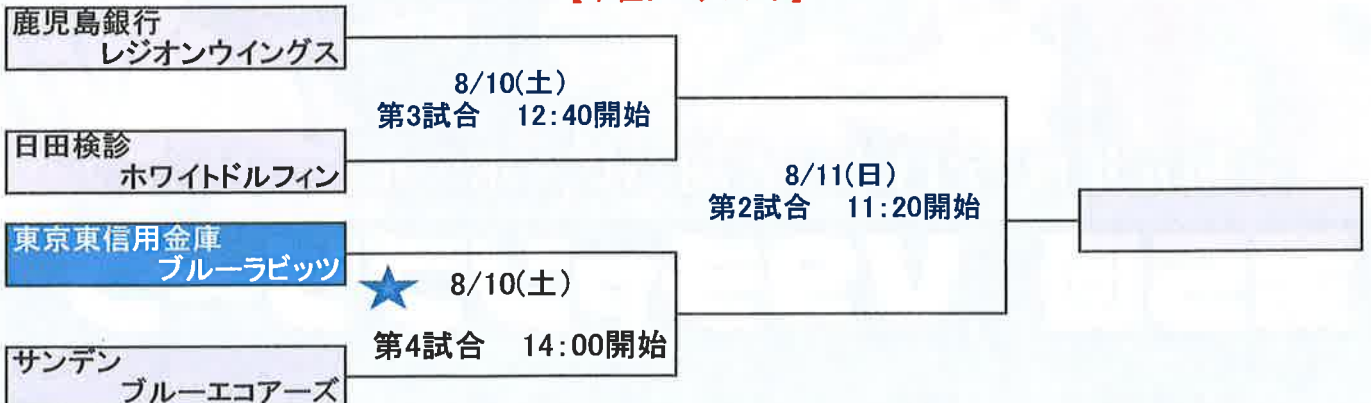 鹿児島銀行
レジオンウイングス
8/10(土)
第3試合 12:40開始
日田検診
ホワイトドルフィン
8/11(日)
第2試合 11:20開始
東京東信用金庫
ブルーラビッツ
8/10(土)
第4試合 14:00開始
サンデン
ブルーエコアーズ